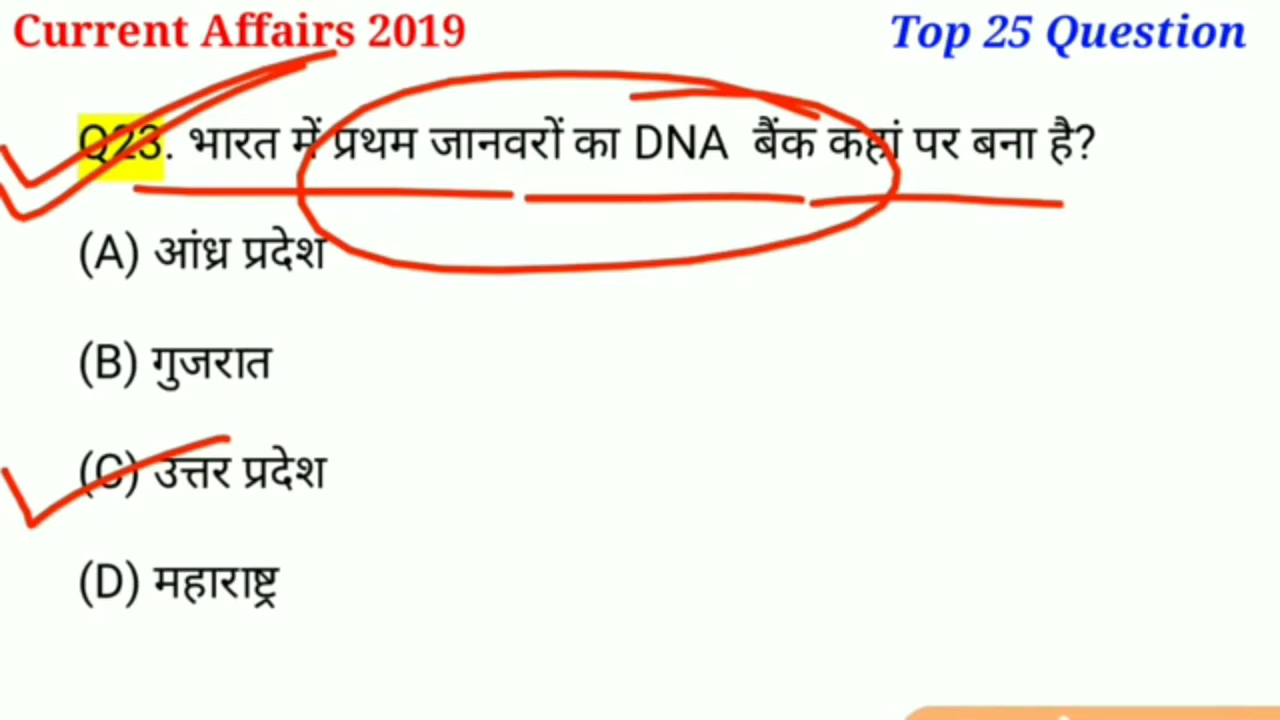 Current Affairs 2019 Top 25 Question
Q23. भारत में प्रथम जानवरों का DNA बैंक कहां पर बना है?
(A) आंध्र प्रदेश
(B) गुजरात
(C) उत्तर प्रदेश
(D) महाराष्ट्र